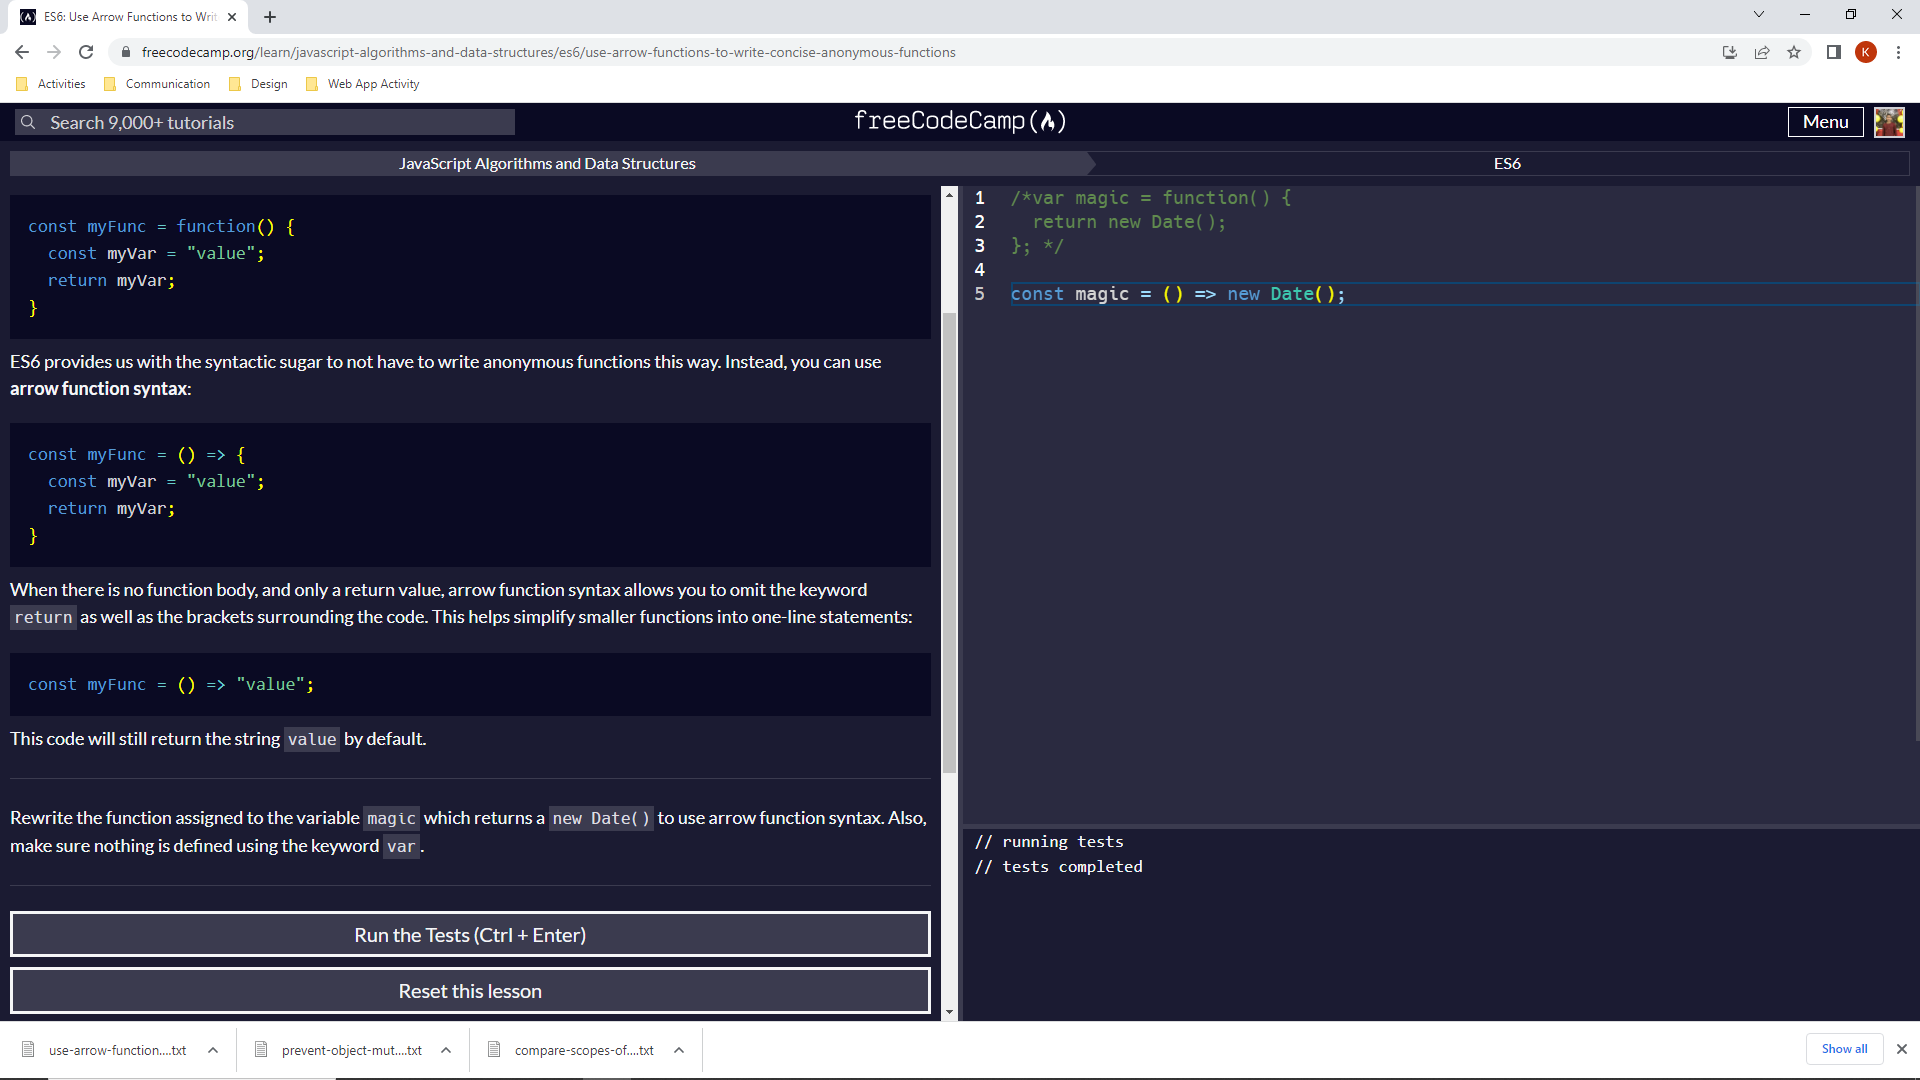 ES6: Use Arrow Functions to Writ
freecodecamp.org/learn/javascript-algorithms-and-data-structures/es6/use-arrow-functions-to-write-concise-anonymous-functions
K
Activities
Communication
Design
Web App Activity
Search 9,000+ tutorials
freeCodeCamp
Menu
JavaScript Algorithms and Data Structures
ES6
const myFunc = function() {
  const myVar = "value";
  return myVar;
}
ES6 provides us with the syntactic sugar to not have to write anonymous functions this way. Instead, you can use
arrow function syntax:
const myFunc = () => {
  const myVar = "value";
  return myVar;
}
When there is no function body, and only a return value, arrow function syntax allows you to omit the keyword
return as well as the brackets surrounding the code. This helps simplify smaller functions into one-line statements:
const myFunc = () => "value";
This code will still return the string value by default.
Rewrite the function assigned to the variable magic which returns a new Date() to use arrow function syntax. Also,
make sure nothing is defined using the keyword var.
Run the Tests (Ctrl + Enter)
Reset this lesson
1 /*var magic = function() {
2   return new Date();
3 }; */
4
5 const magic = () => new Date();
// running tests
// tests completed
use-arrow-function....txt
prevent-object-mut....txt
compare-scopes-of....txt
Show all